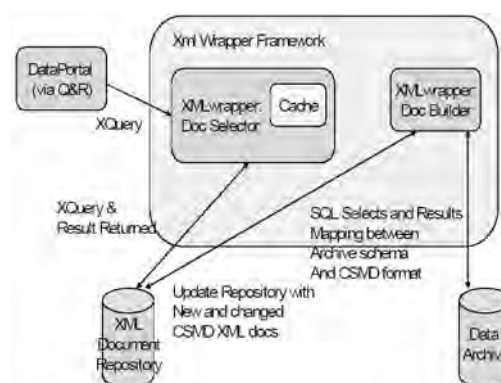 Xml Wrapper Framework
DataPortal
(via Q&R)
XQuery
XMLwrapper:
Doc Selector
Cache
XMLwrapper:
Doc Builder
XQuery &
Result Returned
SQL Selects and Results
Mapping between
Archive schema
And CSMD format
Update Repository with
New and changed
CSMD XML docs
XML
Document
Repository
Data
Archive